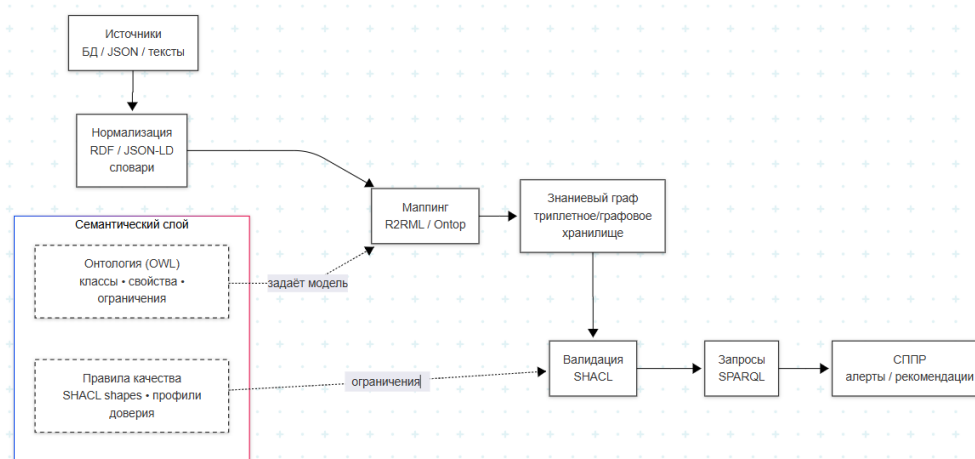 Источники
БД / JSON / тексты
Нормализация
RDF / JSON-LD
словари
Маппинг
R2RML / Ontop
Знаниевый граф
триплетное/графовое
хранилище
Семантический слой
Онтология (OWL)
классы • свойства •
ограничения
задаёт модель
Правила качества
SHACL shapes • профили
доверия
ограничения
Валидация
SHACL
Запросы
SPARQL
СППР
алерты / рекомендации